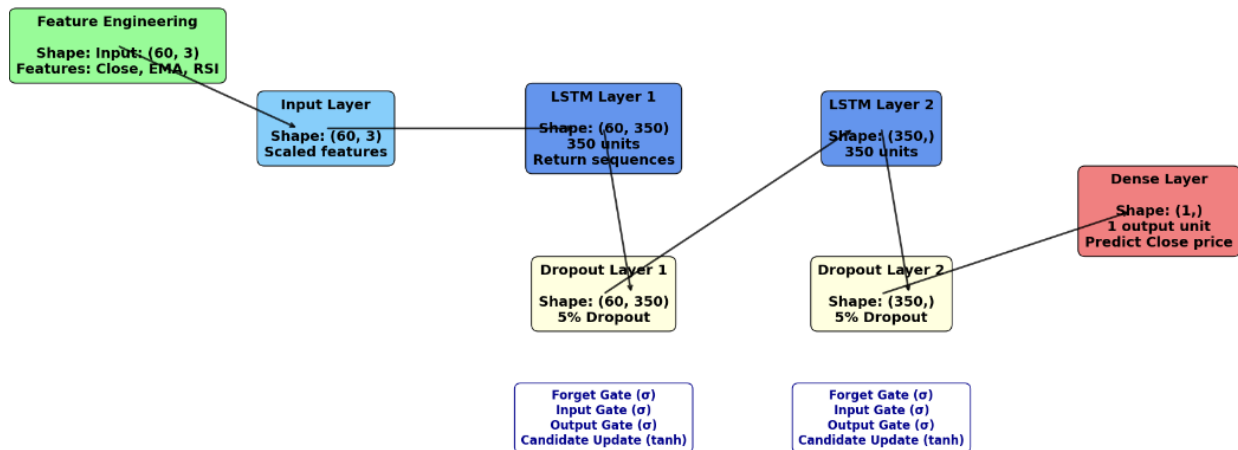 Feature Engineering
Shape: Input: (60, 3)
Features: Close, EMA, RSI
Input Layer
Shape: (60, 3)
Scaled features
LSTM Layer 1
Shape: (60, 350)
350 units
Return sequences
Dropout Layer 1
Shape: (60, 350)
5% Dropout
LSTM Layer 2
Shape: (350,)
350 units
Dropout Layer 2
Shape: (350,)
5% Dropout
Dense Layer
Shape: (1,)
1 output unit
Predict Close price
Forget Gate (σ)
Input Gate (σ)
Output Gate (σ)
Candidate Update (tanh)
Forget Gate (σ)
Input Gate (σ)
Output Gate (σ)
Candidate Update (tanh)